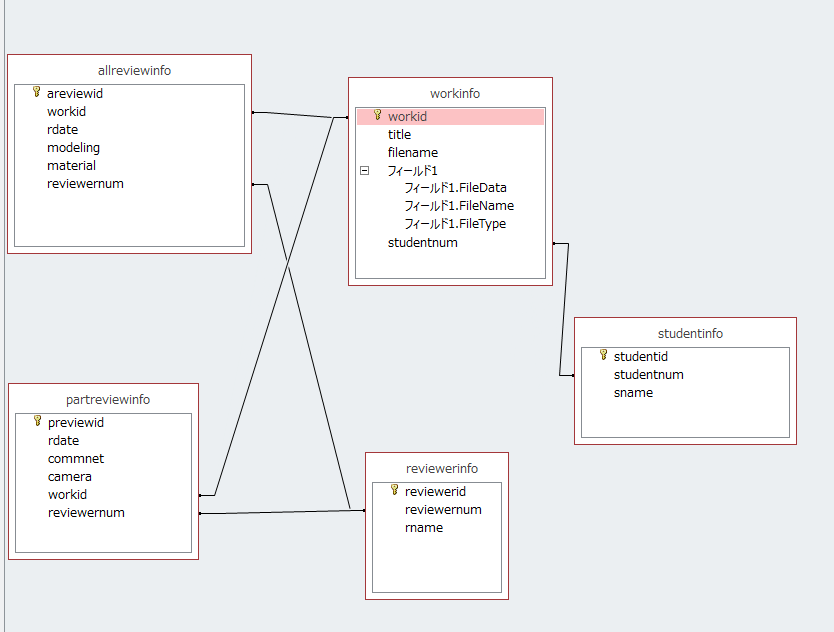 allreviewinfo
areviewid
workid
rdate
modeling
material
reviewernum
workinfo
workid
title
filename
フィールド1
フィールド1.FileData
フィールド1.FileName
フィールド1.FileType
studentnum
studentinfo
studentid
studentnum
sname
partreviewinfo
previewid
rdate
commnet
camera
workid
reviewernum
reviewerinfo
reviewerid
reviewernum
rname